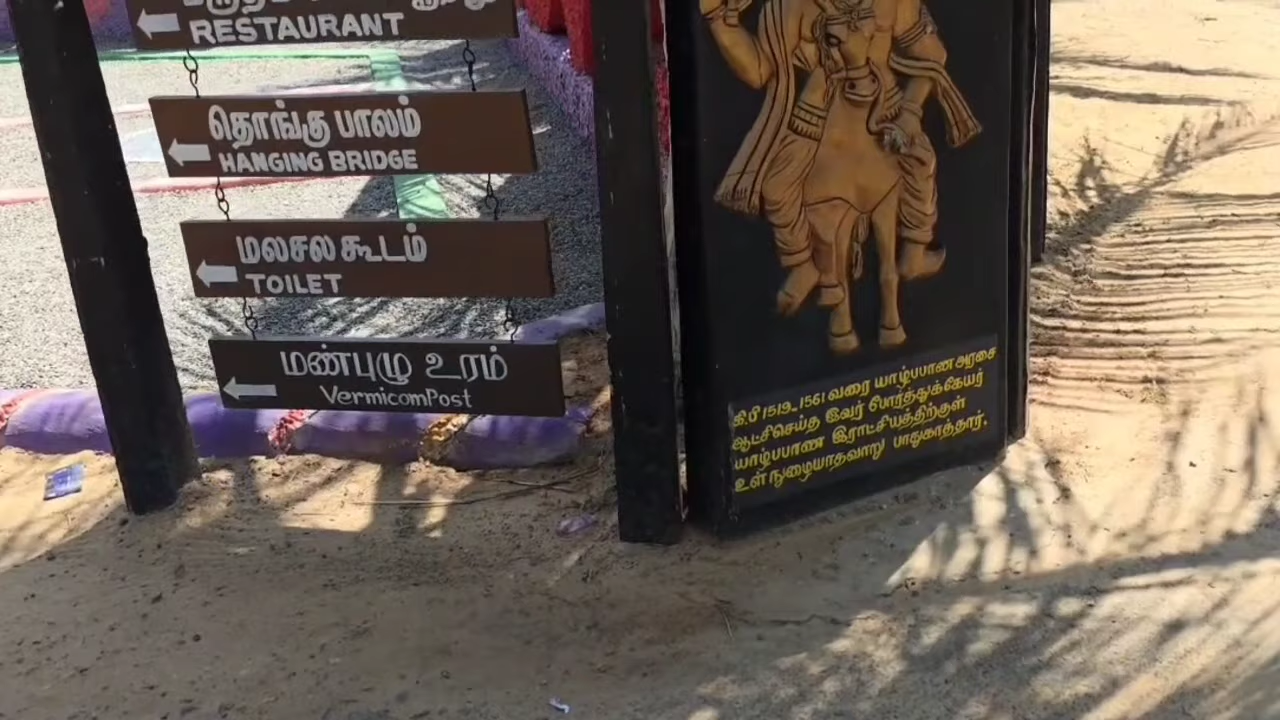 RESTAURANT
தொங்கு பாலம்
HANGING BRIDGE
மலசல கூடம்
TOILET
மண்புழு உரம்
VermicomPost
கி.பி 1519-1561 வரை யாழ்ப்பாண அரசை
ஆட்சிசெய்த இவர் போர்த்துக்கேயர்
யாழ்ப்பாண இராட்சியத்திற்குள்
உள் நுழையாதவாறு பாதுகாத்தார்.